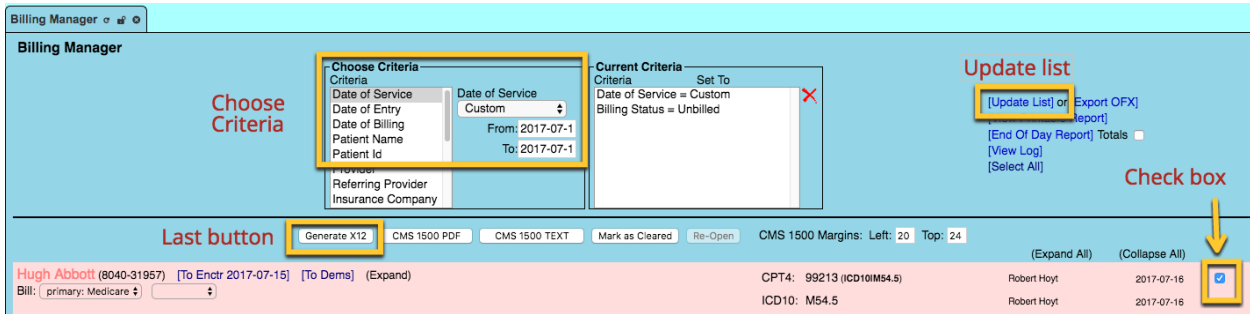 Billing Manager
Billing Manager
Choose Criteria
Criteria
Date of Service
Date of Entry
Date of Billing
Patient Name
Patient Id
Provider
Referring Provider
Insurance Company
Date of Service
Custom
From: 2017-07-1
To: 2017-07-1
Choose
Criteria
Current Criteria
Criteria Set To
Date of Service = Custom
Billing Status = Unbilled
Update list
[Update List] or [Export OFX]
Report]
[End Of Day Report] Totals
[View Log]
[Select All]
Check box
Last button
Generate X12 CMS 1500 PDF CMS 1500 TEXT Mark as Cleared Re-Open CMS 1500 Margins: Left: 20 Top: 24
(Expand All) (Collapse All)
Hugh Abbott (8040-31957) [To Enctr 2017-07-15] [To Dems] (Expand) CPT4: 99213 (ICD10|M54.5) Robert Hoyt 2017-07-16
Bill: primary: Medicare ICD10: M54.5 Robert Hoyt 2017-07-16